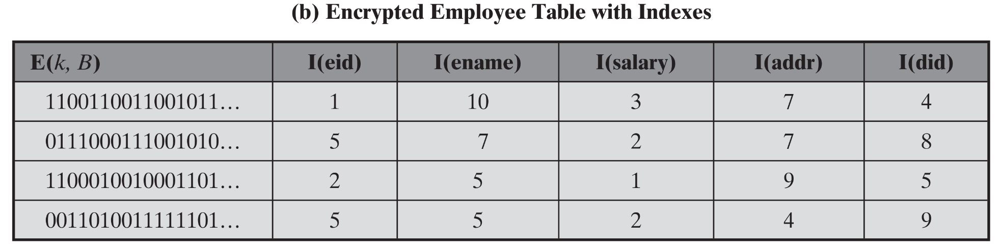 (b) Encrypted Employee Table with Indexes
E(k, B) I(eid) I(ename) I(salary) I(addr) I(did)
1100110011001011… 1 10 3 7 4
0111000111001010… 5 7 2 7 8
1100010010001101… 2 5 1 9 5
0011010011111101… 5 5 2 4 9